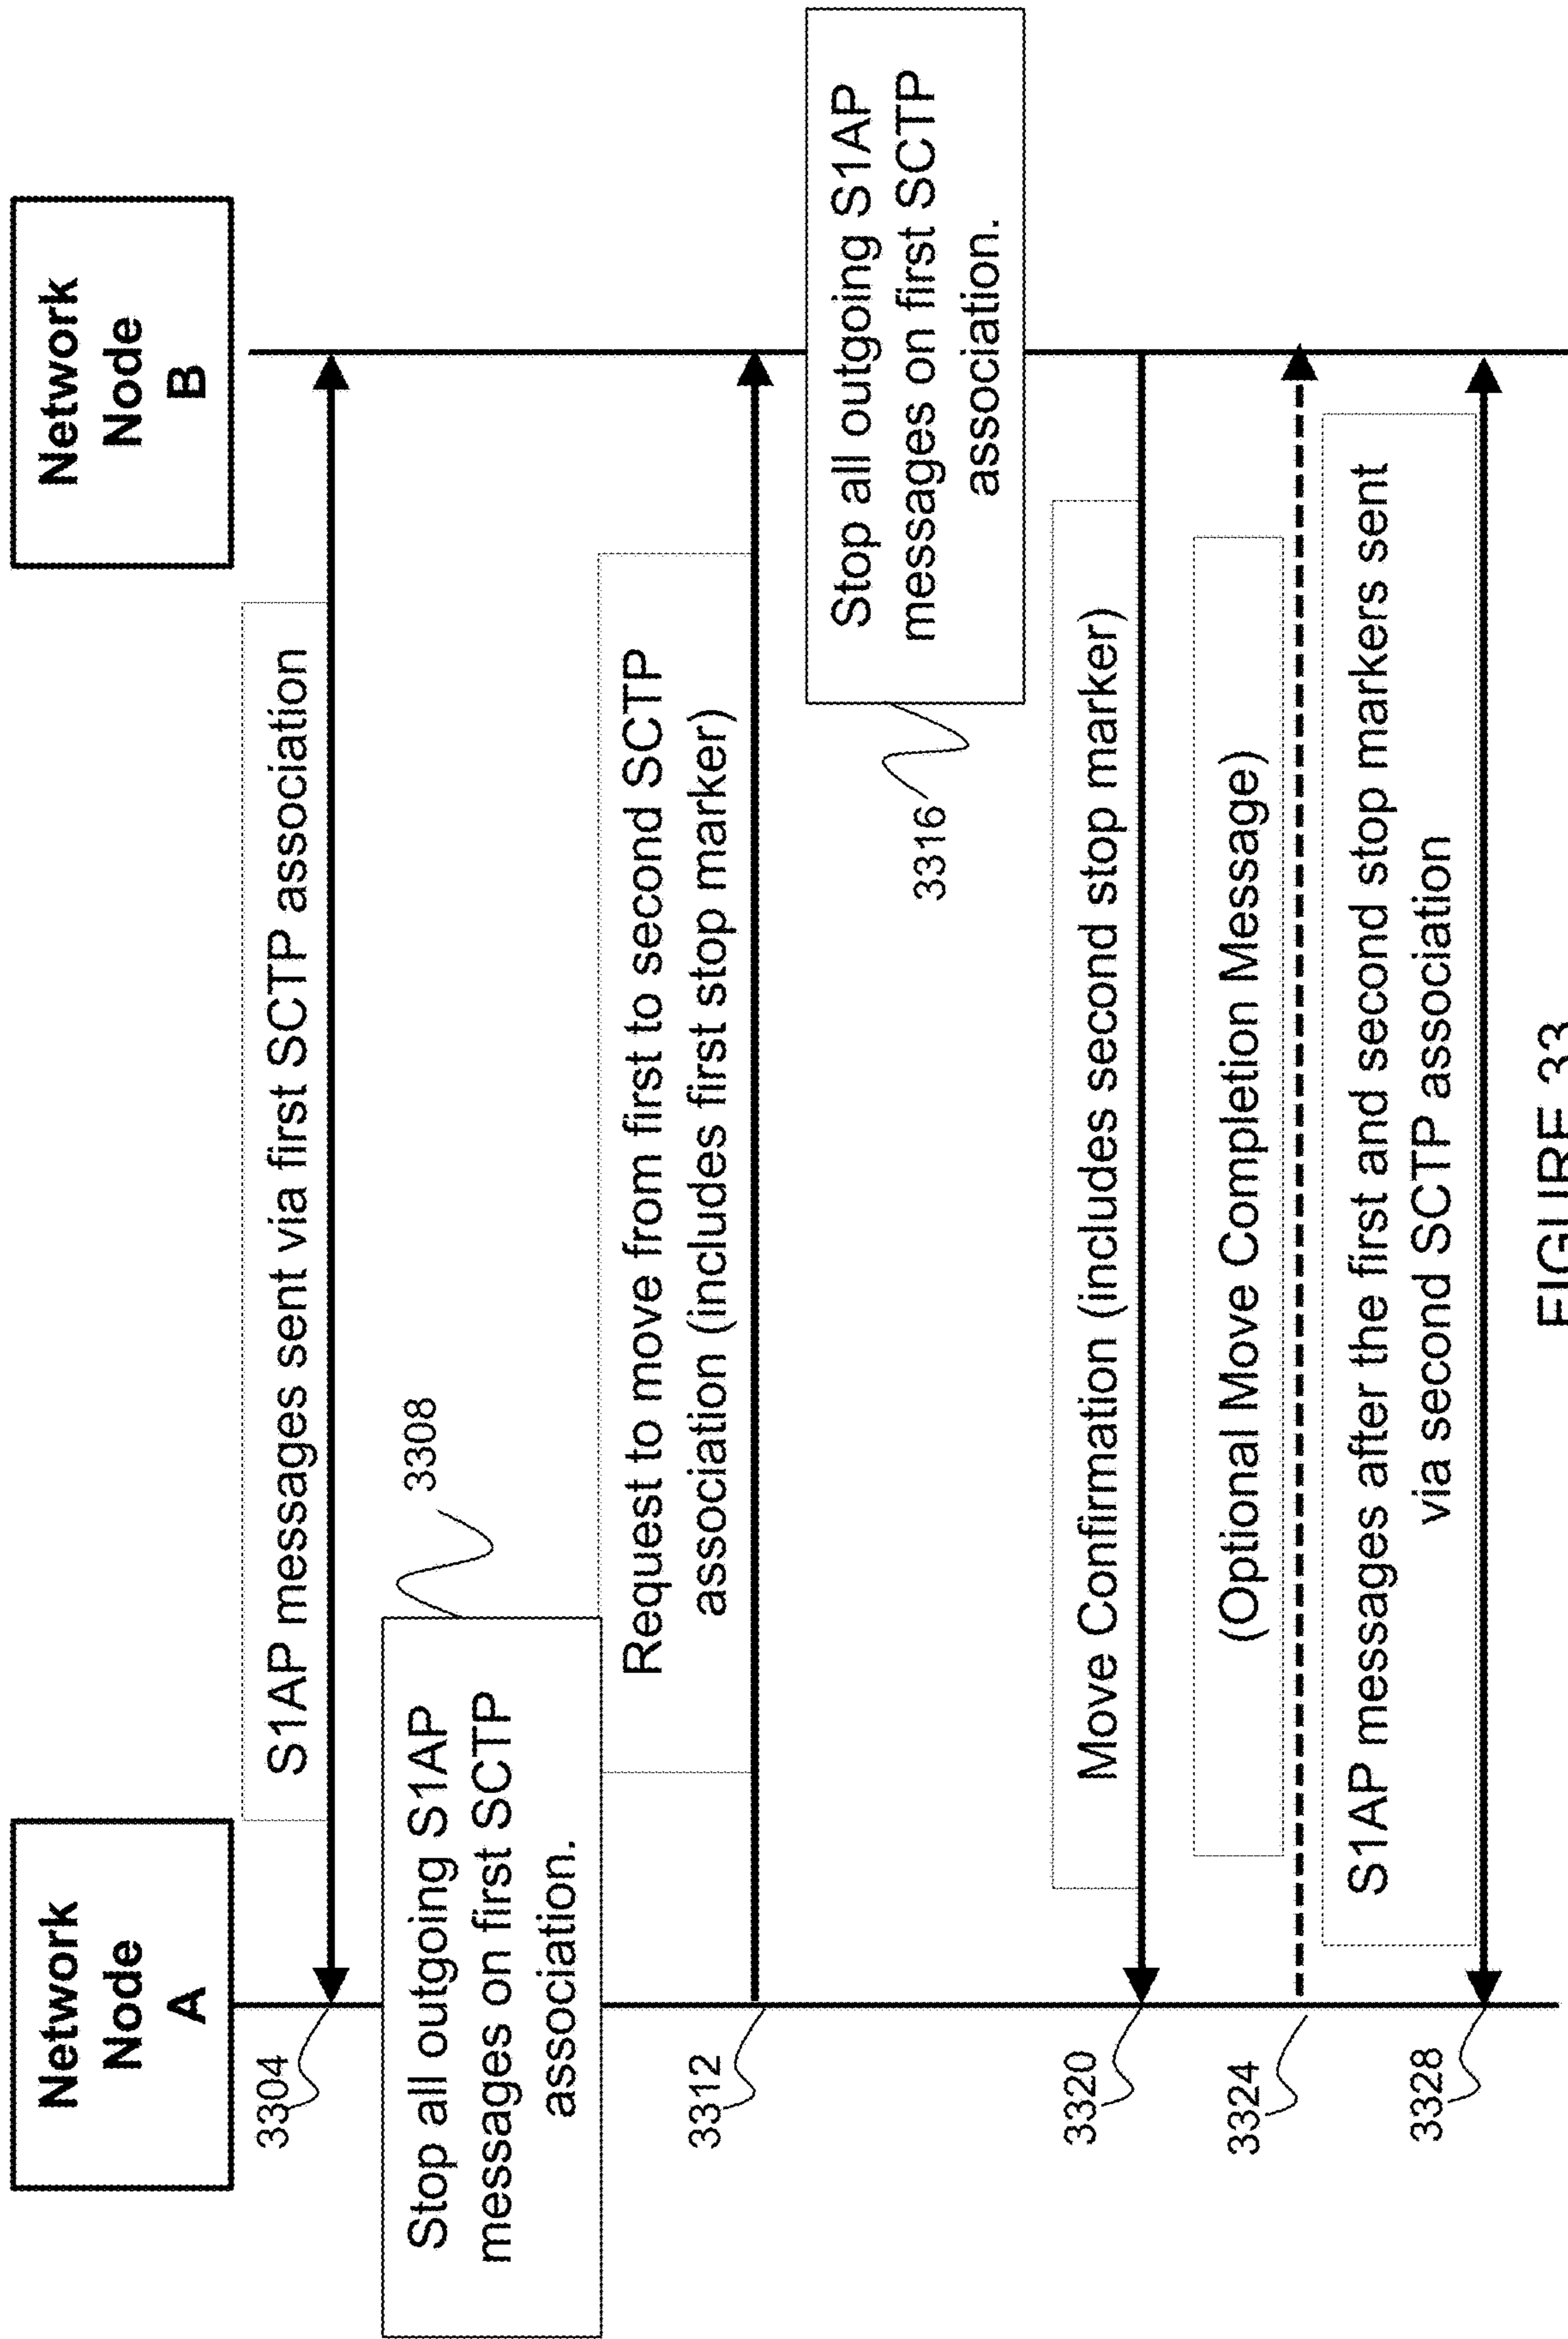 Network
Node
A
Network
Node
B
S1AP messages sent via first SCTP association
3304
Stop all outgoing S1AP
messages on first SCTP
association.
3308
Request to move from first to second SCTP
association (includes first stop marker)
3312
Stop all outgoing S1AP
messages on first SCTP
association.
3316
Move Confirmation (includes second stop marker)
3320
(Optional Move Completion Message)
3324
S1AP messages after the first and second stop markers sent
via second SCTP association
3328
FIGURE 33